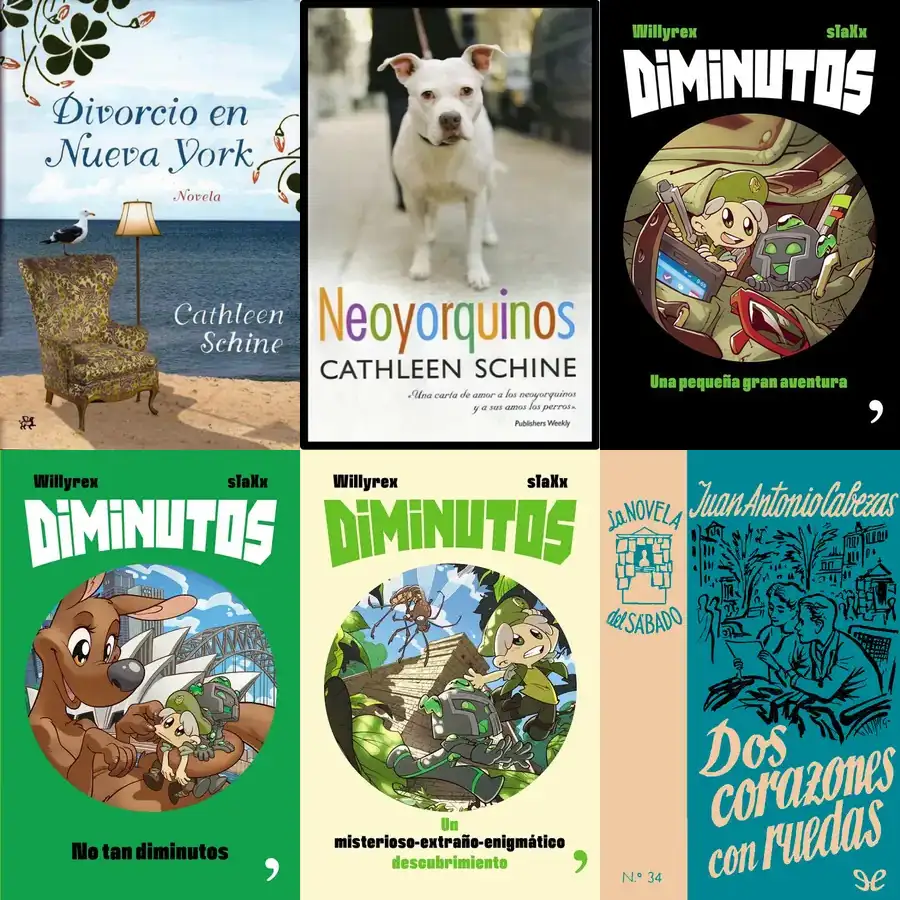 Divorcio en
Nueva York
Novela
Cathleen
Schine
Neoyorquinos
CATHLEEN SCHINE
«Una carta de amor a los neoyorquinos
y a sus amos los perros».
Publishers Weekly
Willyrex
sTaXx
DiMiNUTOS
Una pequeña gran aventura
Willyrex
sTaXx
DiMiNUTOS
No tan diminutos
Willyrex
sTaXx
DiMiNUTOS
Un
misterioso-extraño-enigmático
descubrimiento
La NOVELA
del SÁBADO
N.º 34
Juan Antonio Cabezas
Dos
corazones
con ruedas